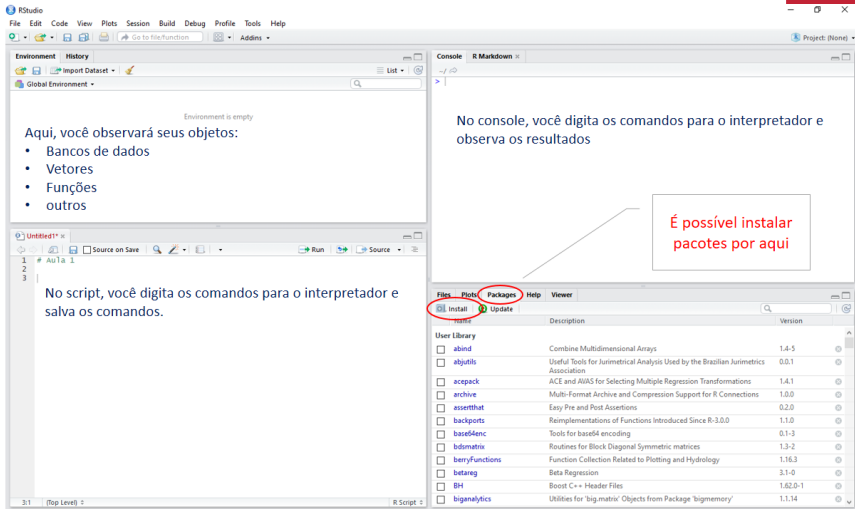 RStudio
File Edit Code View Plots Session Build Debug Profile Tools Help
Go to file/function Addins
Project: (None)
Environment History
Import Dataset List
Global Environment
Environment is empty
Aqui, você observará seus objetos:
• Bancos de dados
• Vetores
• Funções
• outros
Untitled1*
Source on Save Run Source
1 # Aula 1
2
3
No script, você digita os comandos para o interpretador e
salva os comandos.
3:1 (Top Level) R Script
Console R Markdown
~/
>
No console, você digita os comandos para o interpretador e
observa os resultados
É possível instalar
pacotes por aqui
Files Plots Packages Help Viewer
Install Update
Name Description Version
User Library
abind Combine Multidimensional Arrays 1.4-5
abjutils Useful Tools for Jurimetrical Analysis Used by the Brazilian Jurimetrics 0.0.1
Association
acepack ACE and AVAS for Selecting Multiple Regression Transformations 1.4.1
archive Multi-Format Archive and Compression Support for R Connections 1.0.0
assertthat Easy Pre and Post Assertions 0.2.0
backports Reimplementations of Functions Introduced Since R-3.0.0 1.1.0
base64enc Tools for base64 encoding 0.1-3
bdsmatrix Routines for Block Diagonal Symmetric matrices 1.3-2
berryFunctions Function Collection Related to Plotting and Hydrology 1.16.3
betareg Beta Regression 3.1-0
BH Boost C++ Header Files 1.62.0-1
biganalytics Utilities for 'big.matrix' Objects from Package 'bigmemory' 1.1.14